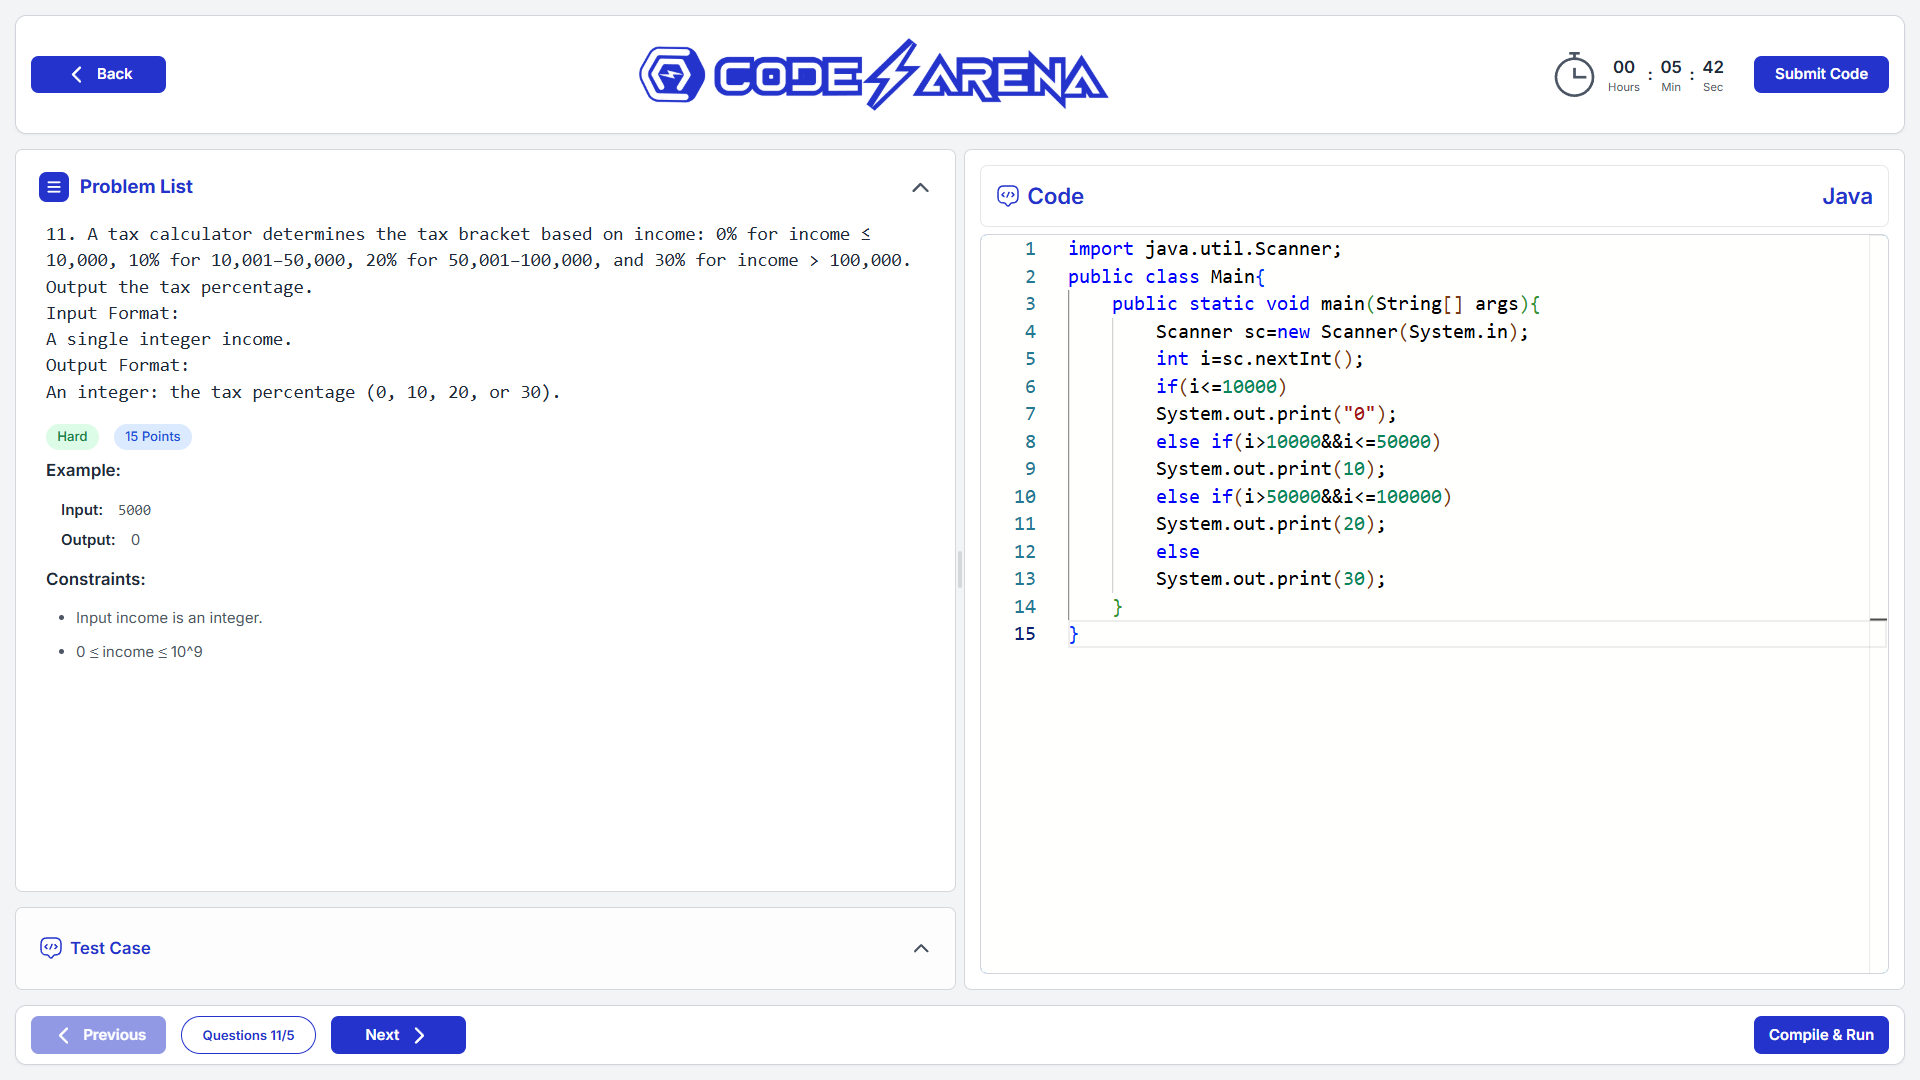 Back
CODE ARENA
00 : 05 : 42
Hours Min Sec
Submit Code
Problem List
11. A tax calculator determines the tax bracket based on income: 0% for income ≤
10,000, 10% for 10,001–50,000, 20% for 50,001–100,000, and 30% for income > 100,000.
Output the tax percentage.
Input Format:
A single integer income.
Output Format:
An integer: the tax percentage (0, 10, 20, or 30).
Hard 15 Points
Example:
Input: 5000
Output: 0
Constraints:
• Input income is an integer.
• 0 ≤ income ≤ 10^9
Test Case
Code Java
1 import java.util.Scanner;
2 public class Main{
3 public static void main(String[] args){
4 Scanner sc=new Scanner(System.in);
5 int i=sc.nextInt();
6 if(i<=10000)
7 System.out.print("0");
8 else if(i>10000&&i<=50000)
9 System.out.print(10);
10 else if(i>50000&&i<=100000)
11 System.out.print(20);
12 else
13 System.out.print(30);
14 }
15 }
Previous Questions 11/5 Next
Compile & Run